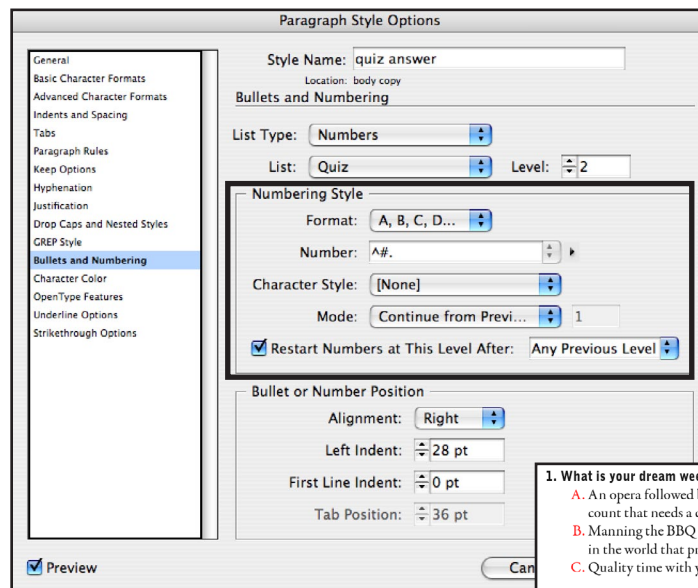 Paragraph Style Options
General
Basic Character Formats
Advanced Character Formats
Indents and Spacing
Tabs
Paragraph Rules
Keep Options
Hyphenation
Justification
Drop Caps and Nested Styles
GREP Style
Bullets and Numbering
Character Color
OpenType Features
Underline Options
Strikethrough Options
Style Name: quiz answer
Location: body copy
Bullets and Numbering
List Type: Numbers
List: Quiz Level: 2
Numbering Style
Format: A, B, C, D...
Number: ^#.
Character Style: [None]
Mode: Continue from Previ... 1
Restart Numbers at This Level After: Any Previous Level
Bullet or Number Position
Alignment: Right
Left Indent: 28 pt
First Line Indent: 0 pt
Tab Position: 36 pt
Preview
Can
1. What is your dream
A. An opera followed
count that needs a
B. Manning the BBQ
in the world that
C. Quality time with